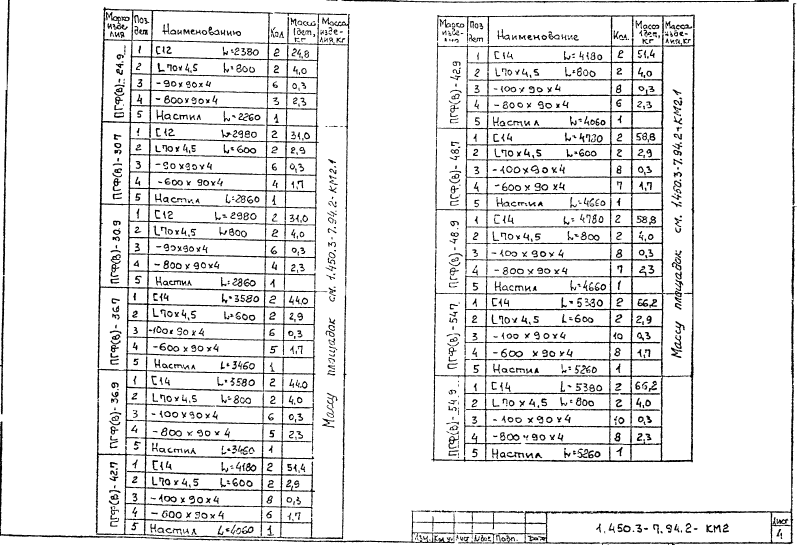 Марка изделия | Поз. дет | Наименованию | Кол | Масса 1 дет, кг | Масса изделия, кг
ПГФ(В)-24.9
1 | [12 L=2380 | 2 | 24,8
2 | L70×4,5 L=800 | 2 | 4,0
3 | -90×90×4 | 6 | 0,3
4 | -800×90×4 | 3 | 2,3
5 | Настил L=2260 | 1
ПГФ(В)-30.7
1 | [12 L=2980 | 2 | 31,0
2 | L70×4,5 L=600 | 2 | 2,9
3 | -90×90×4 | 6 | 0,3
4 | -600×90×4 | 4 | 1,7
5 | Настил L=2860 | 1
ПГФ(В)-30.9
1 | [12 L=2980 | 2 | 31,0
2 | L70×4,5 L=800 | 2 | 4,0
3 | -90×90×4 | 6 | 0,3
4 | -800×90×4 | 4 | 2,3
5 | Настил L=2860 | 1
ПГФ(В)-36.7
1 | [14 L=3580 | 2 | 44,0
2 | L70×4,5 L=600 | 2 | 2,9
3 | -100×90×4 | 6 | 0,3
4 | -600×90×4 | 5 | 1,7
5 | Настил L=3460 | 1
ПГФ(В)-36.9
1 | [14 L=3580 | 2 | 44,0
2 | L70×4,5 L=800 | 2 | 4,0
3 | -100×90×4 | 6 | 0,3
4 | -800×90×4 | 5 | 2,3
5 | Настил L=3460 | 1
ПГФ(В)-42.7
1 | [14 L=4180 | 2 | 51,4
2 | L70×4,5 L=600 | 2 | 2,9
3 | -100×90×4 | 8 | 0,3
4 | -600×90×4 | 6 | 1,7
5 | Настил L=4060 | 1
Массу площадок см. 1.450.3-7.94.2-КМ2.1
Марка изделия | Поз. дет | Наименование | Кол. | Масса 1 дет, кг | Масса изделия, кг
ПГФ(В)-42.9
1 | [14 L=4180 | 2 | 51,4
2 | L70×4,5 L=800 | 2 | 4,0
3 | -100×90×4 | 8 | 0,3
4 | -800×90×4 | 6 | 2,3
5 | Настил L=4060 | 1
ПГФ(В)-48.7
1 | [14 L=4780 | 2 | 58,8
2 | L70×4,5 L=600 | 2 | 2,9
3 | -100×90×4 | 8 | 0,3
4 | -600×90×4 | 7 | 1,7
5 | Настил L=4660 | 1
ПГФ(В)-48.9
1 | [14 L=4780 | 2 | 58,8
2 | L70×4,5 L=800 | 2 | 4,0
3 | -100×90×4 | 8 | 0,3
4 | -800×90×4 | 7 | 2,3
5 | Настил L=4660 | 1
ПГФ(В)-54.7
1 | [14 L=5380 | 2 | 66,2
2 | L70×4,5 L=600 | 2 | 2,9
3 | -100×90×4 | 10 | 0,3
4 | -600×90×4 | 8 | 1,7
5 | Настил L=5260 | 1
ПГФ(В)-54.9
1 | [14 L=5380 | 2 | 66,2
2 | L70×4,5 L=800 | 2 | 4,0
3 | -100×90×4 | 10 | 0,3
4 | -800×90×4 | 8 | 2,3
5 | Настил L=5260 | 1
Массу площадок см. 1.450.3-7.94.2-КМ2.1
Изм. Кол.уч Лист №док Подп. Дата
1.450.3-7.94.2-КМ2
Лист
4